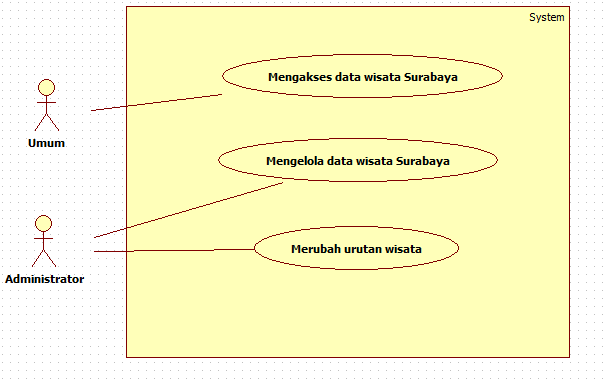 System
Mengakses data wisata Surabaya
Umum
Mengelola data wisata Surabaya
Merubah urutan wisata
Administrator